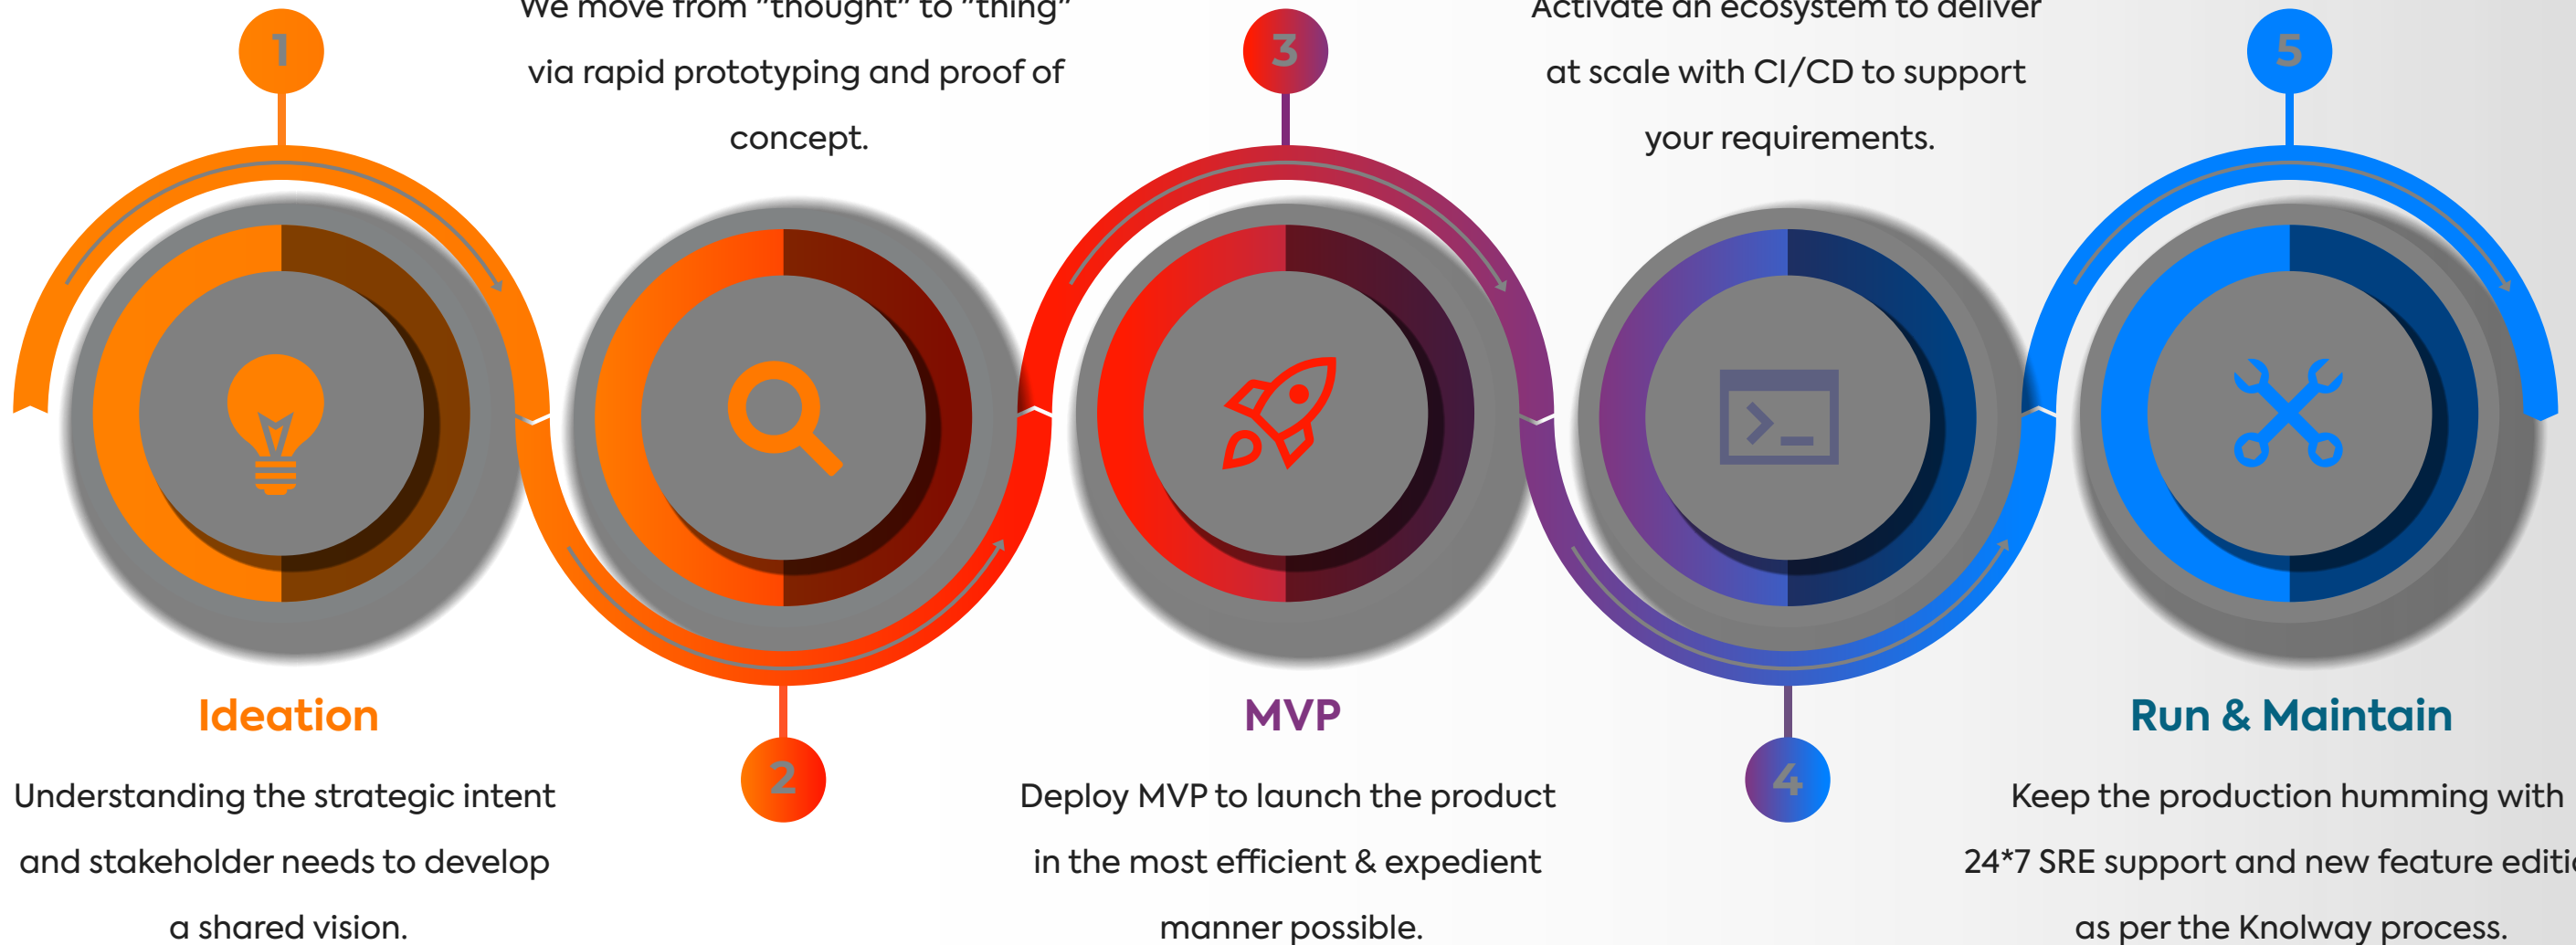 1
We move from "thought" to "thing"
via rapid prototyping and proof of
concept.
3
Activate an ecosystem to deliver
at scale with CI/CD to support
your requirements.
5
Ideation
Understanding the strategic intent
and stakeholder needs to develop
a shared vision.
2
MVP
Deploy MVP to launch the product
in the most efficient & expedient
manner possible.
4
Run & Maintain
Keep the production humming with
24*7 SRE support and new feature
as per the Knolway process.